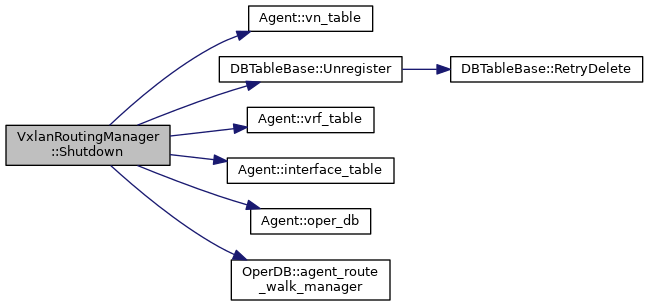 Agent::vn_table
DBTableBase::Unregister
DBTableBase::RetryDelete
Agent::vrf_table
VxlanRoutingManager
::Shutdown
Agent::interface_table
Agent::oper_db
OperDB::agent_route
_walk_manager